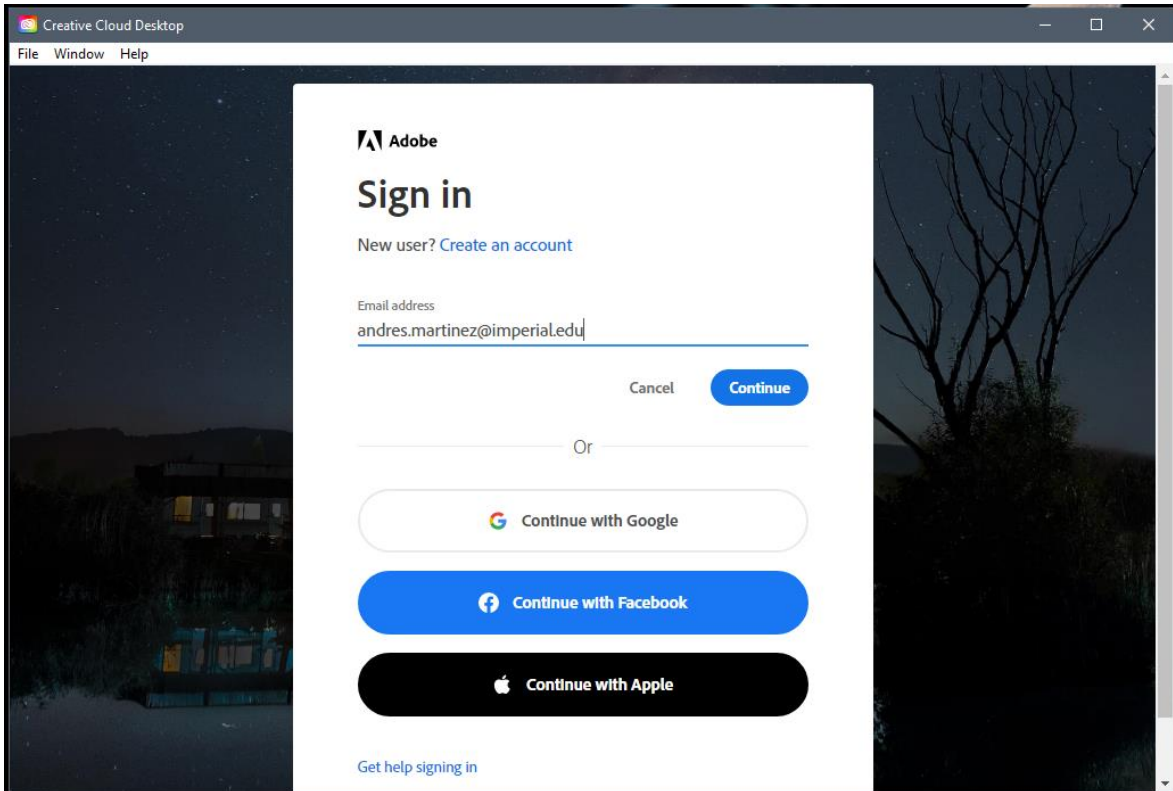 Creative Cloud Desktop
File Window Help
Adobe
Sign in
New user? Create an account
Email address
andres.martinez@imperial.edu
Cancel Continue
Or
Continue with Google
Continue with Facebook
Continue with Apple
Get help signing in